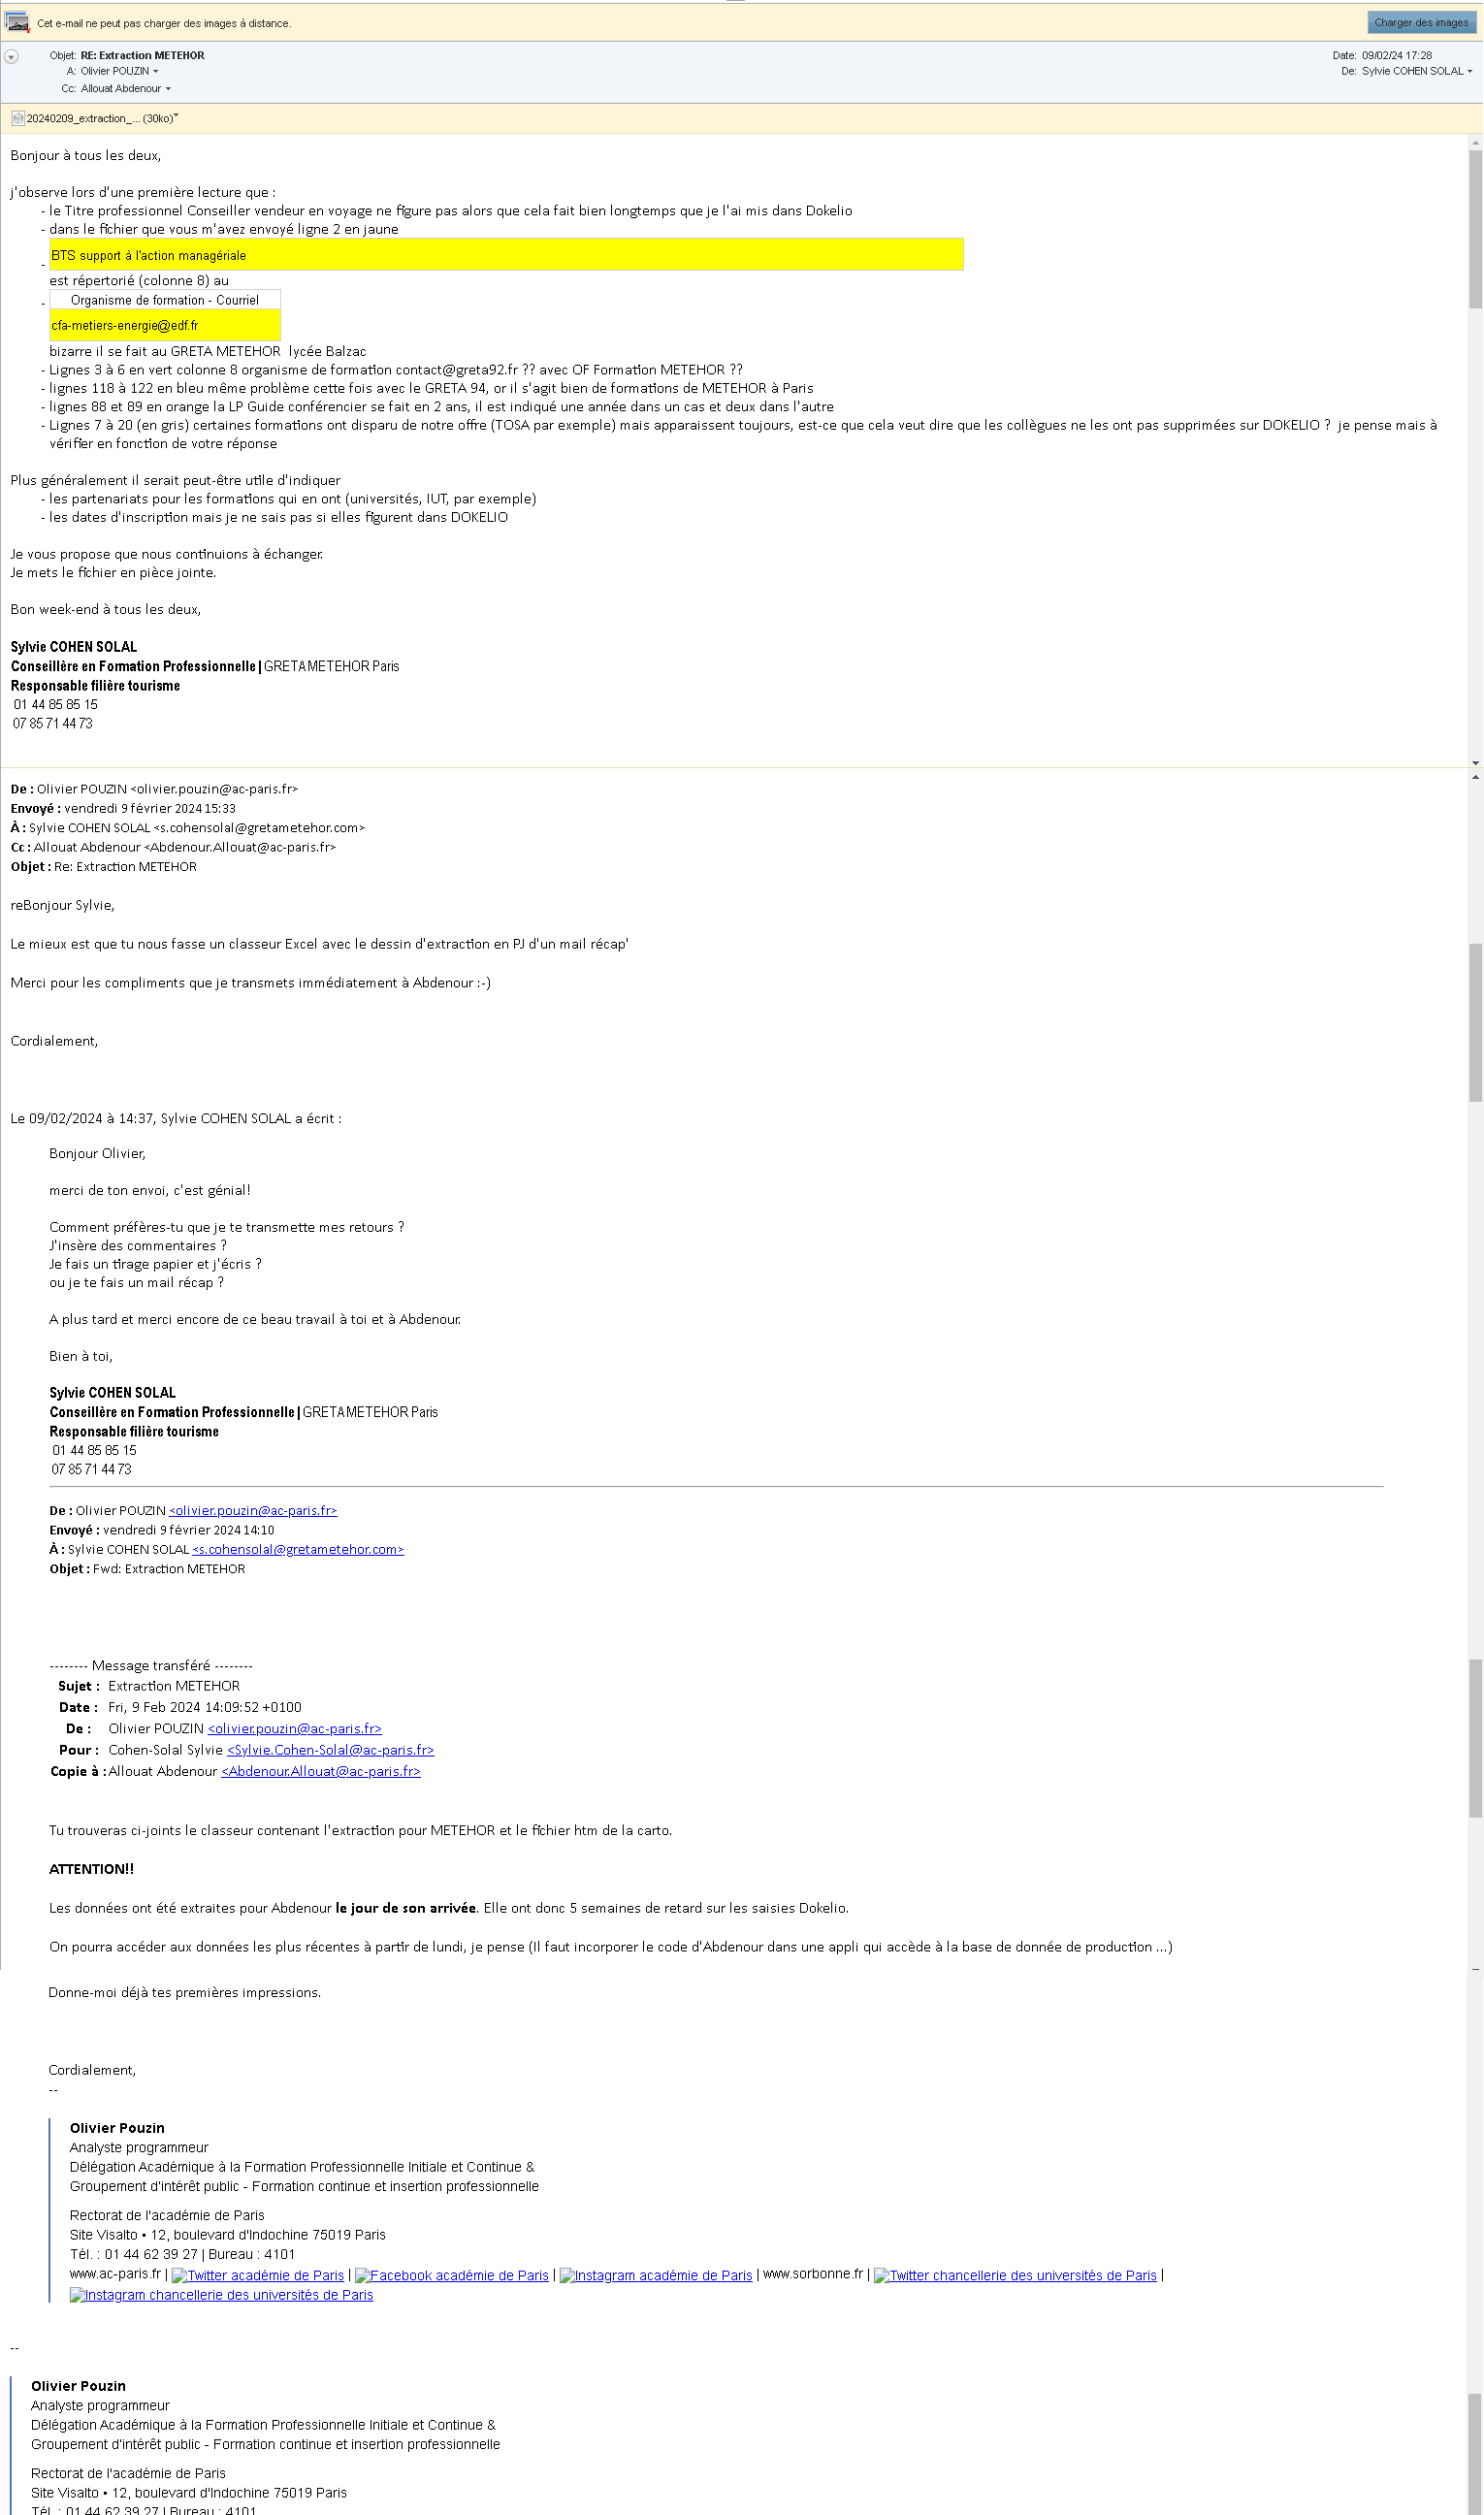 Cet e-mail ne peut pas charger des images à distance.
Charger des images
Objet: RE: Extraction METEHOR
Date: 09/02/24 17:28
A: Olivier POUZIN
De: Sylvie COHEN SOLAL
Cc: Allouat Abdenour
20240209_extraction_... (30ko)
Bonjour à tous les deux,
j'observe lors d'une première lecture que :
- le Titre professionnel Conseiller vendeur en voyage ne figure pas alors que cela fait bien longtemps que je l'ai mis dans Dokelio
- dans le fichier que vous m'avez envoyé ligne 2 en jaune
- BTS support à l'action managériale
est répertorié (colonne 8) au
- Organisme de formation - Courriel
cfa-metiers-energie@edf.fr
bizarre il se fait au GRETA METEHOR lycée Balzac
- Lignes 3 à 6 en vert colonne 8 organisme de formation contact@greta92.fr ?? avec OF Formation METEHOR ??
- lignes 118 à 122 en bleu même problème cette fois avec le GRETA 94, or il s'agit bien de formations de METEHOR à Paris
- lignes 88 et 89 en orange la LP Guide conférencier se fait en 2 ans, il est indiqué une année dans un cas et deux dans l'autre
- Lignes 7 à 20 (en gris) certaines formations ont disparu de notre offre (TOSA par exemple) mais apparaissent toujours, est-ce que cela veut dire que les collègues ne les ont pas supprimées sur DOKELIO ? je pense mais à
vérifier en fonction de votre réponse
Plus généralement il serait peut-être utile d'indiquer
- les partenariats pour les formations qui en ont (universités, IUT, par exemple)
- les dates d'inscription mais je ne sais pas si elles figurent dans DOKELIO
Je vous propose que nous continuions à échanger.
Je mets le fichier en pièce jointe.
Bon week-end à tous les deux,
Sylvie COHEN SOLAL
Conseillère en Formation Professionnelle | GRETA METEHOR Paris
Responsable filière tourisme
01 44 85 85 15
07 85 71 44 73
De : Olivier POUZIN <olivier.pouzin@ac-paris.fr>
Envoyé : vendredi 9 février 2024 15:33
À : Sylvie COHEN SOLAL <s.cohensolal@gretametehor.com>
Cc : Allouat Abdenour <Abdenour.Allouat@ac-paris.fr>
Objet : Re: Extraction METEHOR
reBonjour Sylvie,
Le mieux est que tu nous fasse un classeur Excel avec le dessin d'extraction en PJ d'un mail récap'
Merci pour les compliments que je transmets immédiatement à Abdenour :-)
Cordialement,
Le 09/02/2024 à 14:37, Sylvie COHEN SOLAL a écrit :
Bonjour Olivier,
merci de ton envoi, c'est génial!
Comment préfères-tu que je te transmette mes retours ?
J'insère des commentaires ?
Je fais un tirage papier et j'écris ?
ou je te fais un mail récap ?
A plus tard et merci encore de ce beau travail à toi et à Abdenour.
Bien à toi,
Sylvie COHEN SOLAL
Conseillère en Formation Professionnelle | GRETA METEHOR Paris
Responsable filière tourisme
01 44 85 85 15
07 85 71 44 73
De : Olivier POUZIN <olivier.pouzin@ac-paris.fr>
Envoyé : vendredi 9 février 2024 14:10
À : Sylvie COHEN SOLAL <s.cohensolal@gretametehor.com>
Objet : Fwd: Extraction METEHOR
-------- Message transféré --------
Sujet : Extraction METEHOR
Date : Fri, 9 Feb 2024 14:09:52 +0100
De : Olivier POUZIN <olivier.pouzin@ac-paris.fr>
Pour : Cohen-Solal Sylvie <Sylvie.Cohen-Solal@ac-paris.fr>
Copie à : Allouat Abdenour <Abdenour.Allouat@ac-paris.fr>
Tu trouveras ci-joints le classeur contenant l'extraction pour METEHOR et le fichier htm de la carto.
ATTENTION!!
Les données ont été extraites pour Abdenour le jour de son arrivée. Elle ont donc 5 semaines de retard sur les saisies Dokelio.
On pourra accéder aux données les plus récentes à partir de lundi, je pense (Il faut incorporer le code d'Abdenour dans une appli qui accède à la base de donnée de production ...)
Donne-moi déjà tes premières impressions.
Cordialement,
--
Olivier Pouzin
Analyste programmeur
Délégation Académique à la Formation Professionnelle Initiale et Continue &
Groupement d'intérêt public - Formation continue et insertion professionnelle
Rectorat de l'académie de Paris
Site Visalto • 12, boulevard d'Indochine 75019 Paris
Tél. : 01 44 62 39 27 | Bureau : 4101
www.ac-paris.fr | Twitter académie de Paris | Facebook académie de Paris | Instagram académie de Paris | www.sorbonne.fr | Twitter chancellerie des universités de Paris |
Instagram chancellerie des universités de Paris
--
Olivier Pouzin
Analyste programmeur
Délégation Académique à la Formation Professionnelle Initiale et Continue &
Groupement d'intérêt public - Formation continue et insertion professionnelle
Rectorat de l'académie de Paris
Site Visalto • 12, boulevard d'Indochine 75019 Paris
Tél. : 01 44 62 39 27 | Bureau : 4101